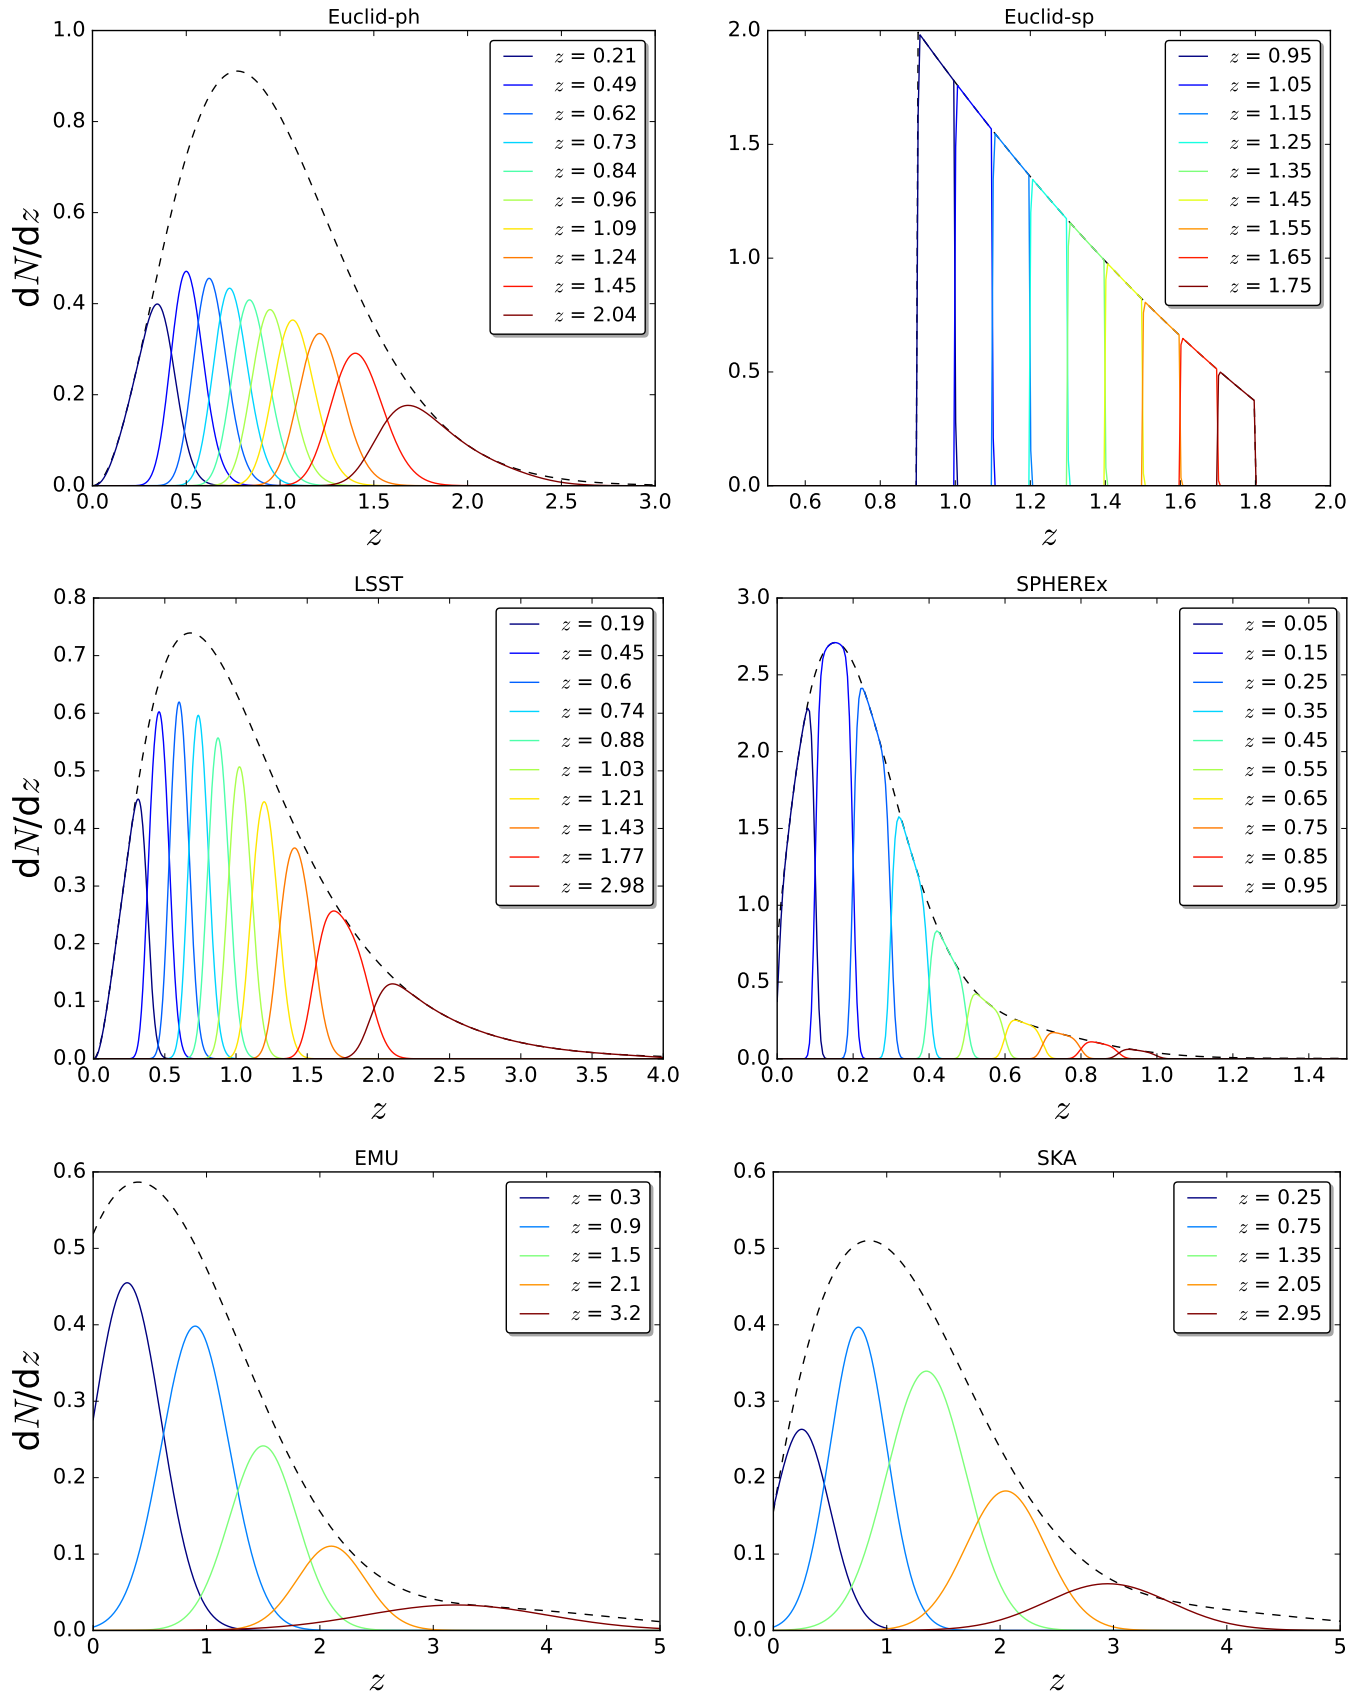 Euclid-ph
dN/dz
1.0
0.8
0.6
0.4
0.2
0.0
z = 0.21
z = 0.49
z = 0.62
z = 0.73
z = 0.84
z = 0.96
z = 1.09
z = 1.24
z = 1.45
z = 2.04
0.0 0.5 1.0 1.5 2.0 2.5 3.0
z
Euclid-sp
2.0
1.5
1.0
0.5
0.0
z = 0.95
z = 1.05
z = 1.15
z = 1.25
z = 1.35
z = 1.45
z = 1.55
z = 1.65
z = 1.75
0.6 0.8 1.0 1.2 1.4 1.6 1.8 2.0
z
LSST
dN/dz
0.8
0.7
0.6
0.5
0.4
0.3
0.2
0.1
0.0
z = 0.19
z = 0.45
z = 0.6
z = 0.74
z = 0.88
z = 1.03
z = 1.21
z = 1.43
z = 1.77
z = 2.98
0.0 0.5 1.0 1.5 2.0 2.5 3.0 3.5 4.0
z
SPHEREx
3.0
2.5
2.0
1.5
1.0
0.5
0.0
z = 0.05
z = 0.15
z = 0.25
z = 0.35
z = 0.45
z = 0.55
z = 0.65
z = 0.75
z = 0.85
z = 0.95
0.0 0.2 0.4 0.6 0.8 1.0 1.2 1.4
z
EMU
dN/dz
0.6
0.5
0.4
0.3
0.2
0.1
0.0
z = 0.3
z = 0.9
z = 1.5
z = 2.1
z = 3.2
0 1 2 3 4 5
z
SKA
0.6
0.5
0.4
0.3
0.2
0.1
0.0
z = 0.25
z = 0.75
z = 1.35
z = 2.05
z = 2.95
0 1 2 3 4 5
z